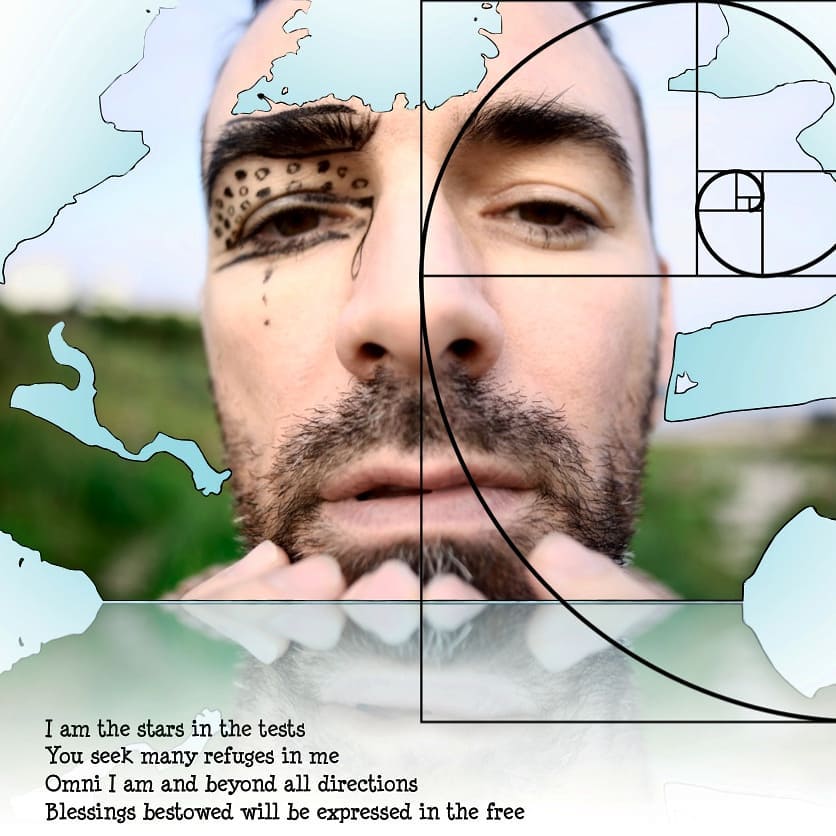 I am the stars in the tests
You seek many refuges in me
Omni I am and beyond all directions
Blessings bestowed will be expressed in the free